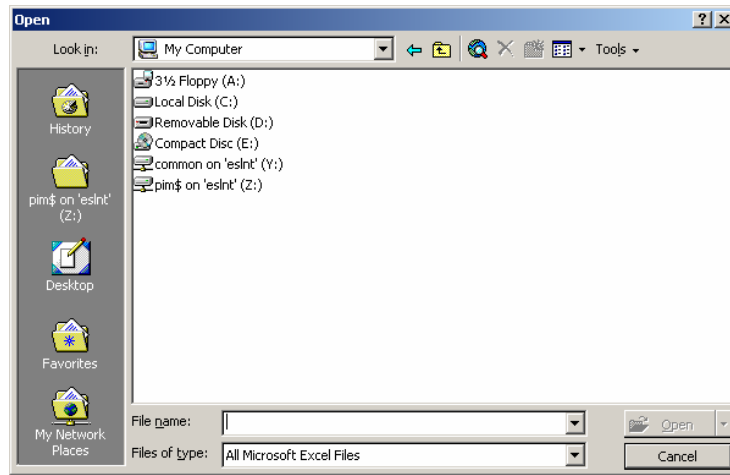 Open
Look in:
My Computer
Tools
3½ Floppy (A:)
Local Disk (C:)
Removable Disk (D:)
Compact Disc (E:)
common on 'eslnt' (Y:)
pim$ on 'eslnt' (Z:)
History
pim$ on 'eslnt'
(Z:)
Desktop
Favorites
My Network
Places
File name:
Open
Files of type:
All Microsoft Excel Files
Cancel